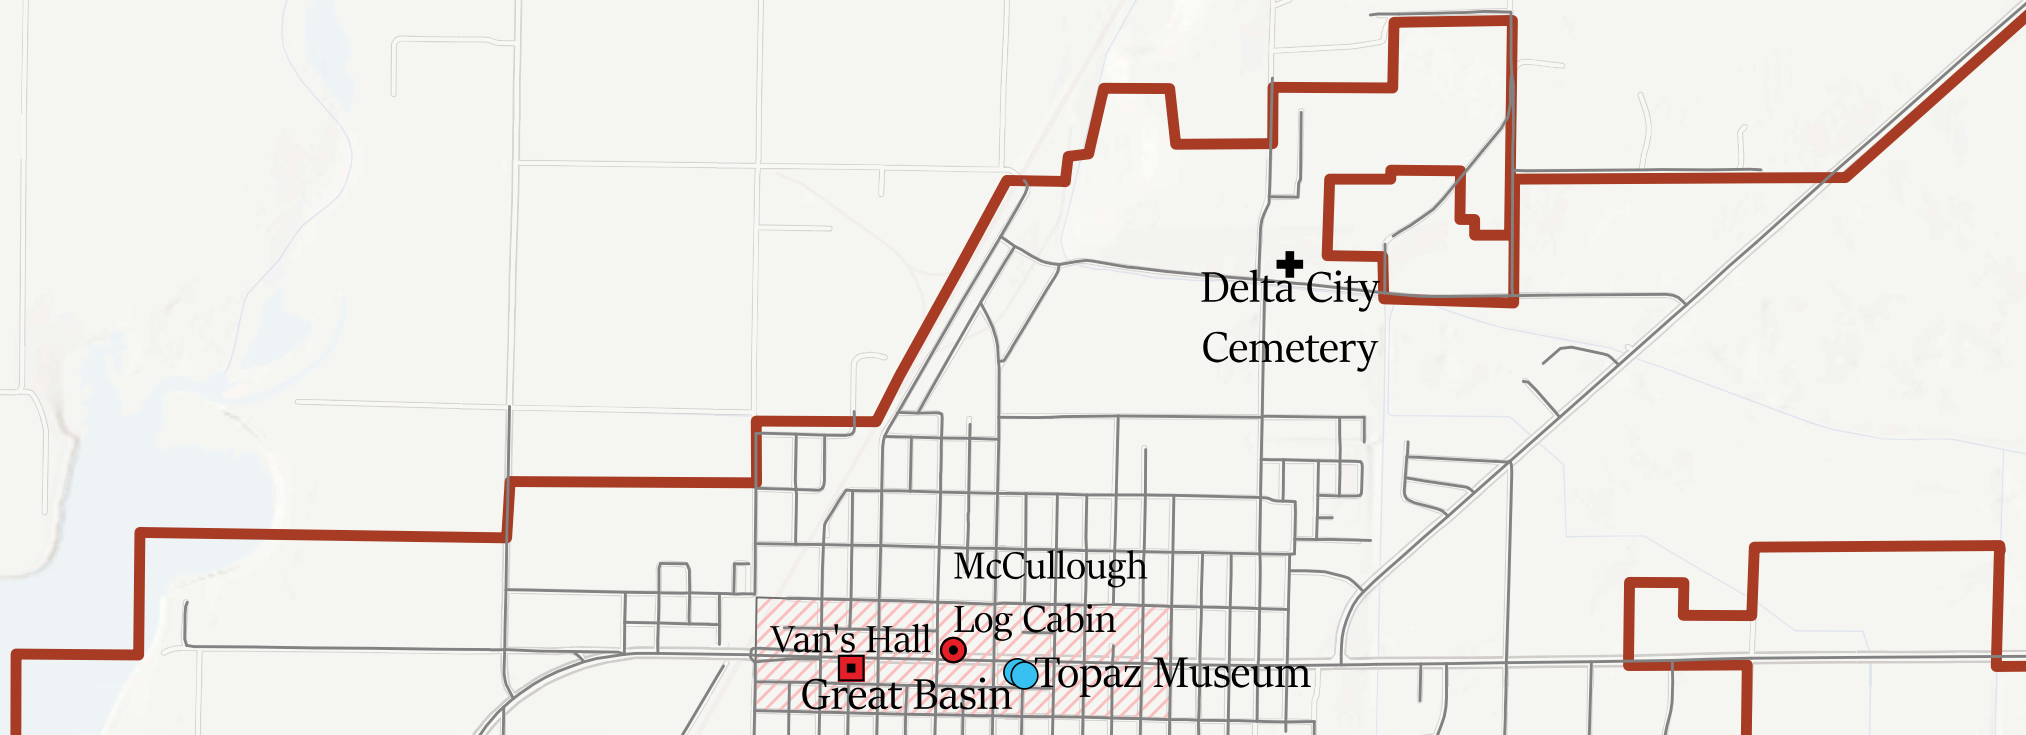 Delta City
Cemetery
McCullough
Log Cabin
Van's Hall
Topaz Museum
Great Basin